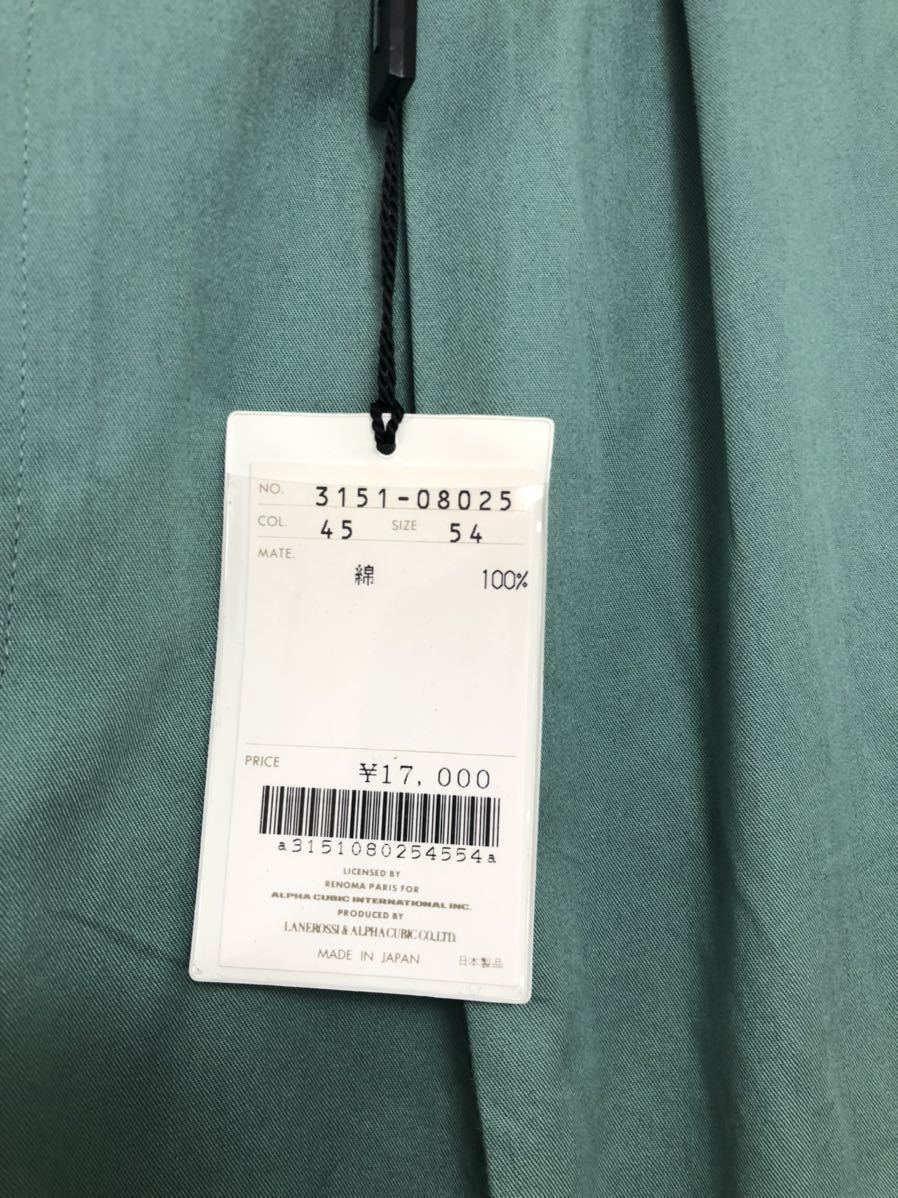 NO. 3151-08025
COL. 45 SIZE 54
MATE.
綿 100%
PRICE
¥17,000
a3151080254554a
LICENSED BY
RENOMA PARIS FOR
ALPHA CUBIC INTERNATIONAL INC.
PRODUCED BY
LANEROSSI & ALPHA CUBIC CO.,LTD.
MADE IN JAPAN 日本製品